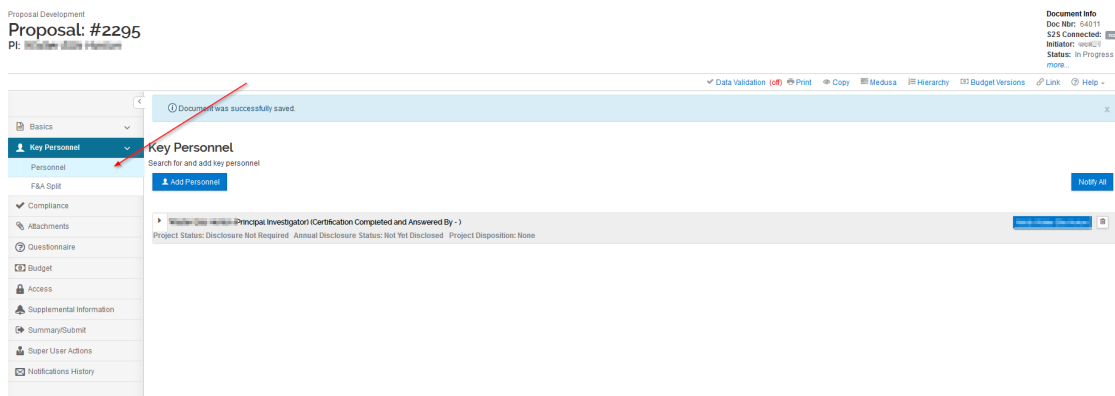 Proposal Development
Proposal: #2295
PI:
Document Info
Doc Nbr: 64011
S2S Connected:
Initiator:
Status: In Progress
more...
Data Validation (off) Print Copy Medusa Hierarchy Budget Versions Link Help
Document was successfully saved. x
Basics
Key Personnel
Personnel
F&A Split
Compliance
Attachments
Questionnaire
Budget
Access
Supplemental Information
Summary/Submit
Super User Actions
Notifications History
Key Personnel
Search for and add key personnel
Add Personnel
Notify All
(Principal Investigator) (Certification Completed and Answered By - )
Project Status: Disclosure Not Required Annual Disclosure Status: Not Yet Disclosed Project Disposition: None